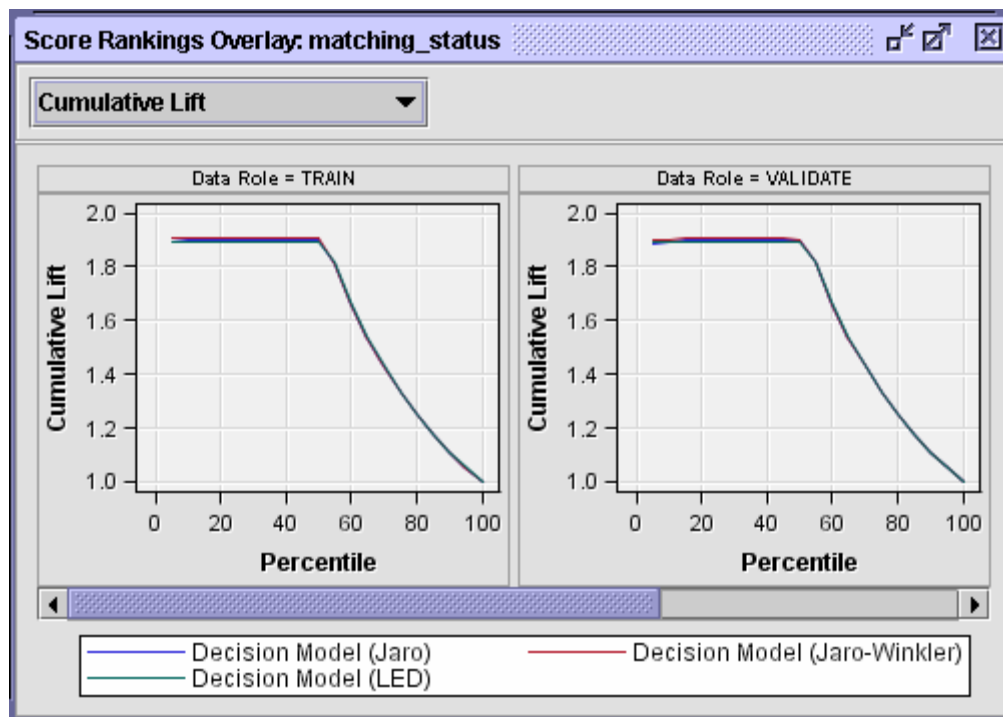 Score Rankings Overlay: matching_status
Cumulative Lift
Data Role = TRAIN
Data Role = VALIDATE
Cumulative Lift
2.0
1.8
1.6
1.4
1.2
1.0
0 20 40 60 80 100
Percentile
Cumulative Lift
2.0
1.8
1.6
1.4
1.2
1.0
0 20 40 60 80 100
Percentile
Decision Model (Jaro) Decision Model (Jaro-Winkler)
Decision Model (LED)